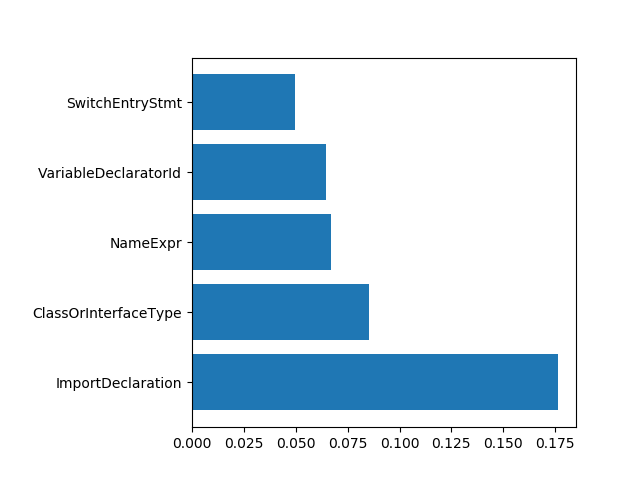 SwitchEntryStmt
VariableDeclaratorId
NameExpr
ClassOrInterfaceType
ImportDeclaration
0.000 0.025 0.050 0.075 0.100 0.125 0.150 0.175